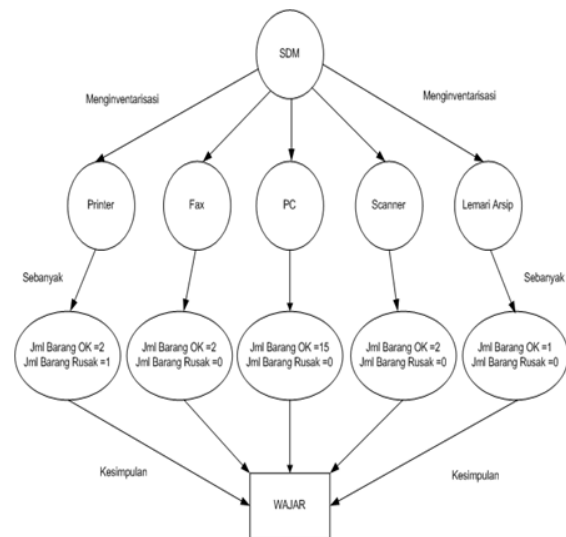 SDM
Menginventarisasi
Menginventarisasi
Printer
Fax
PC
Scanner
Lemari Arsip
Sebanyak
Sebanyak
Jml Barang OK =2
Jml Barang Rusak =1
Jml Barang OK =2
Jml Barang Rusak =0
Jml Barang OK =15
Jml Barang Rusak =0
Jml Barang OK =2
Jml Barang Rusak =0
Jml Barang OK =1
Jml Barang Rusak =0
Kesimpulan
Kesimpulan
WAJAR